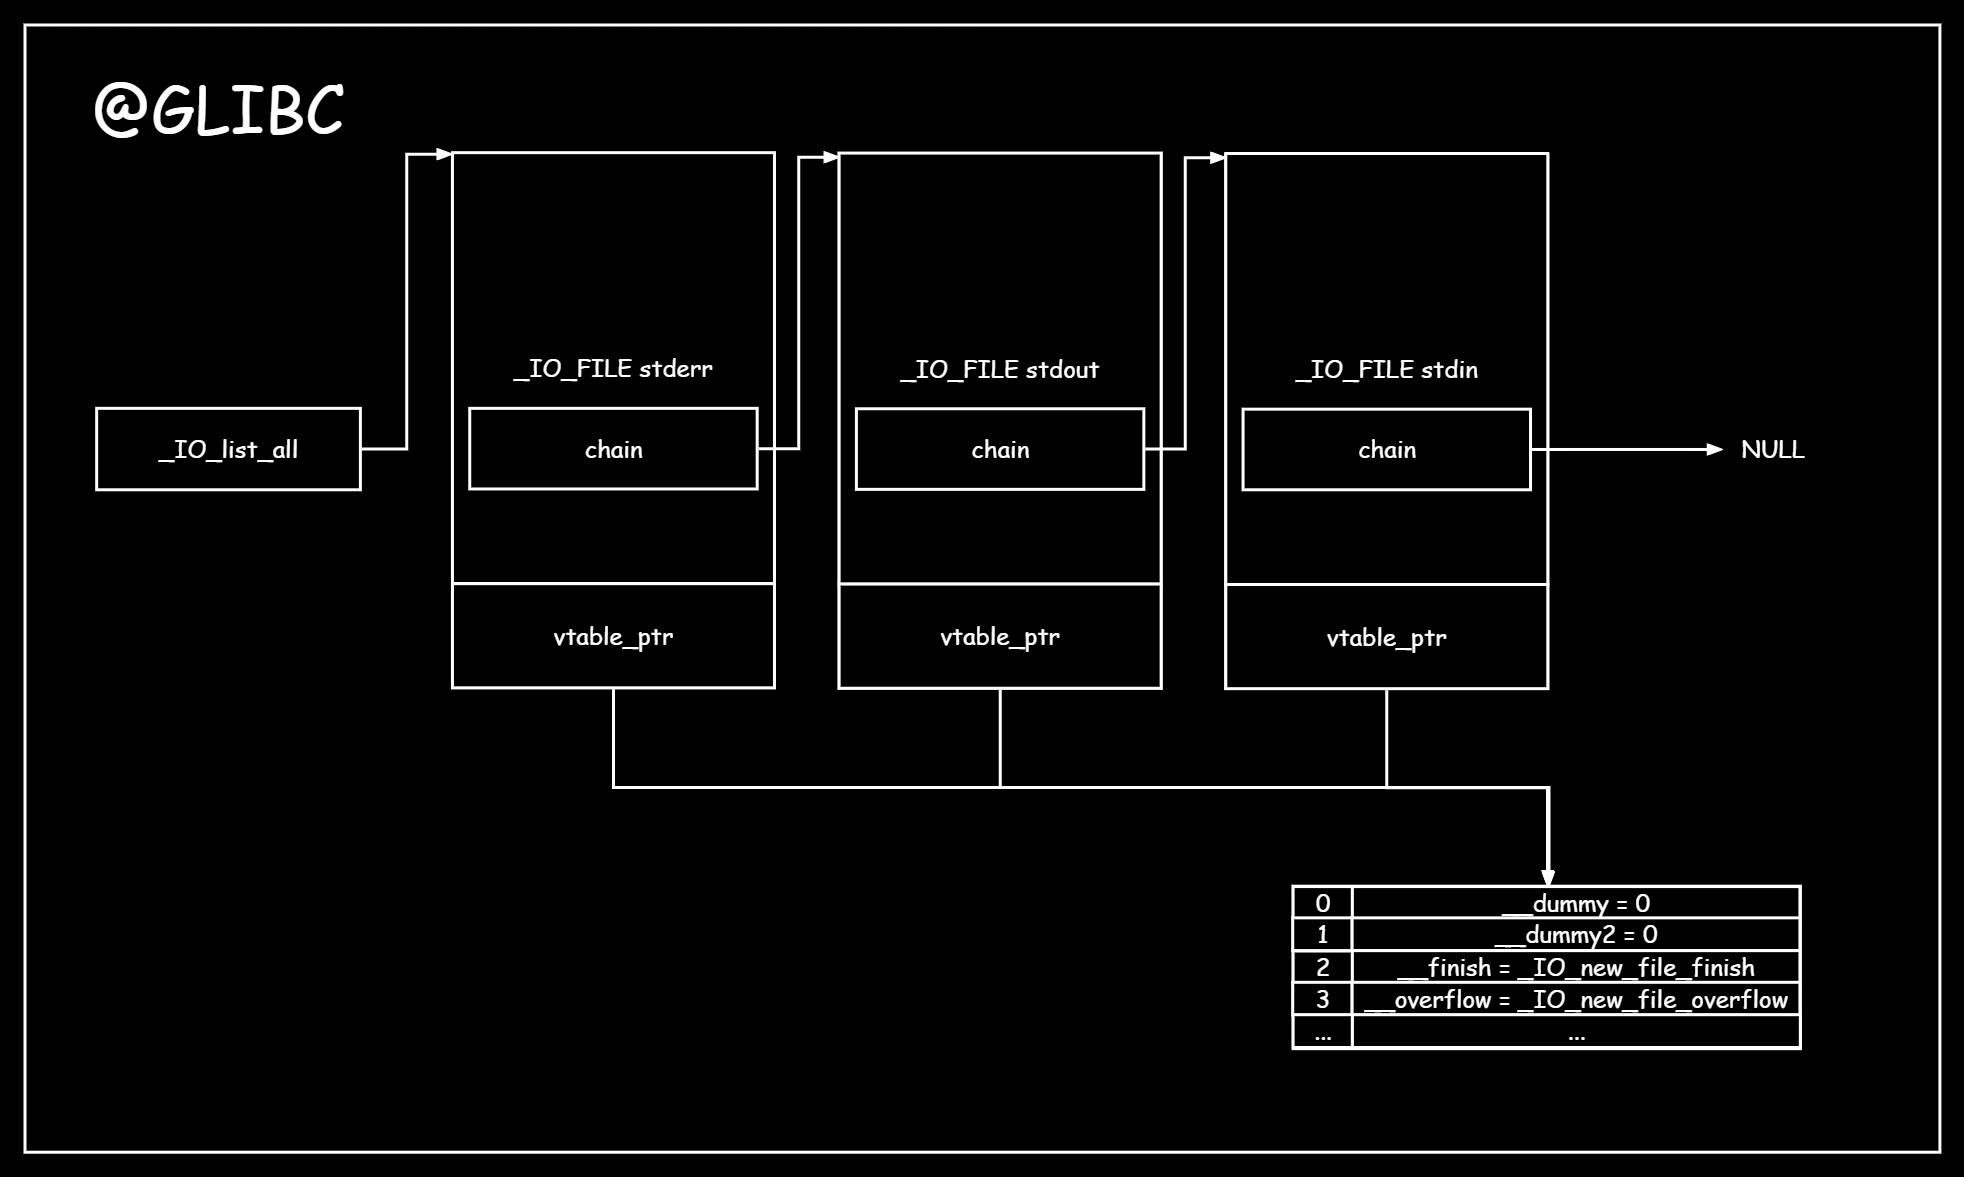 @GLIBC
_IO_list_all
_IO_FILE stderr
chain
vtable_ptr
_IO_FILE stdout
chain
vtable_ptr
_IO_FILE stdin
chain
vtable_ptr
NULL
0 __dummy = 0
1 __dummy2 = 0
2 __finish = _IO_new_file_finish
3 __overflow = _IO_new_file_overflow
... ...